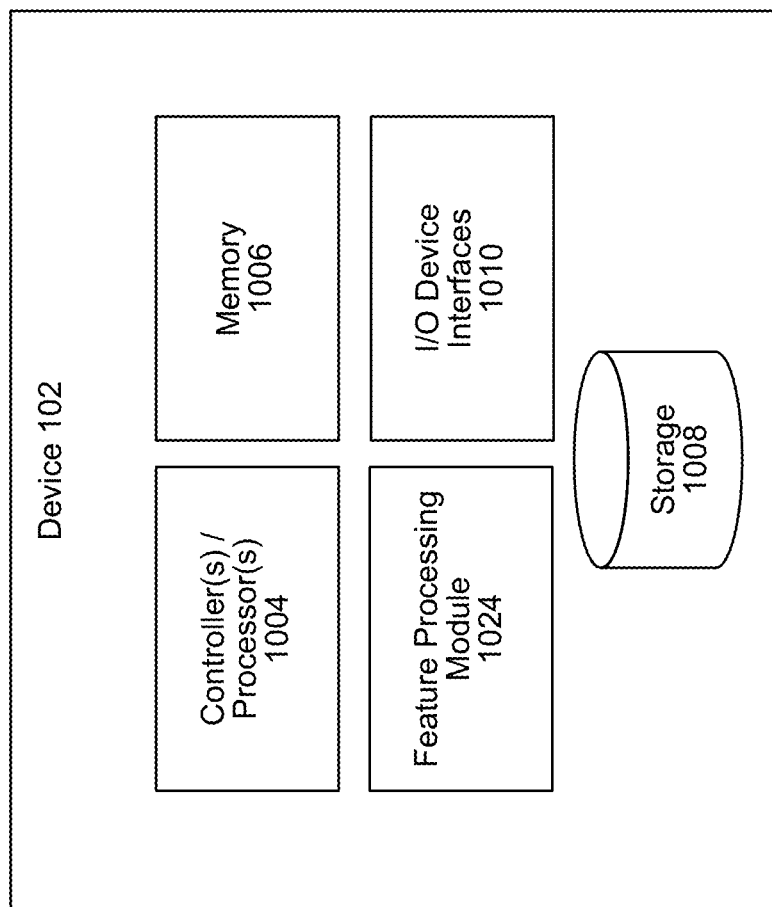 Device 102
Controller(s) /
Processor(s)
1004
Memory
1006
Feature Processing
Module
1024
I/O Device
Interfaces
1010
Storage
1008